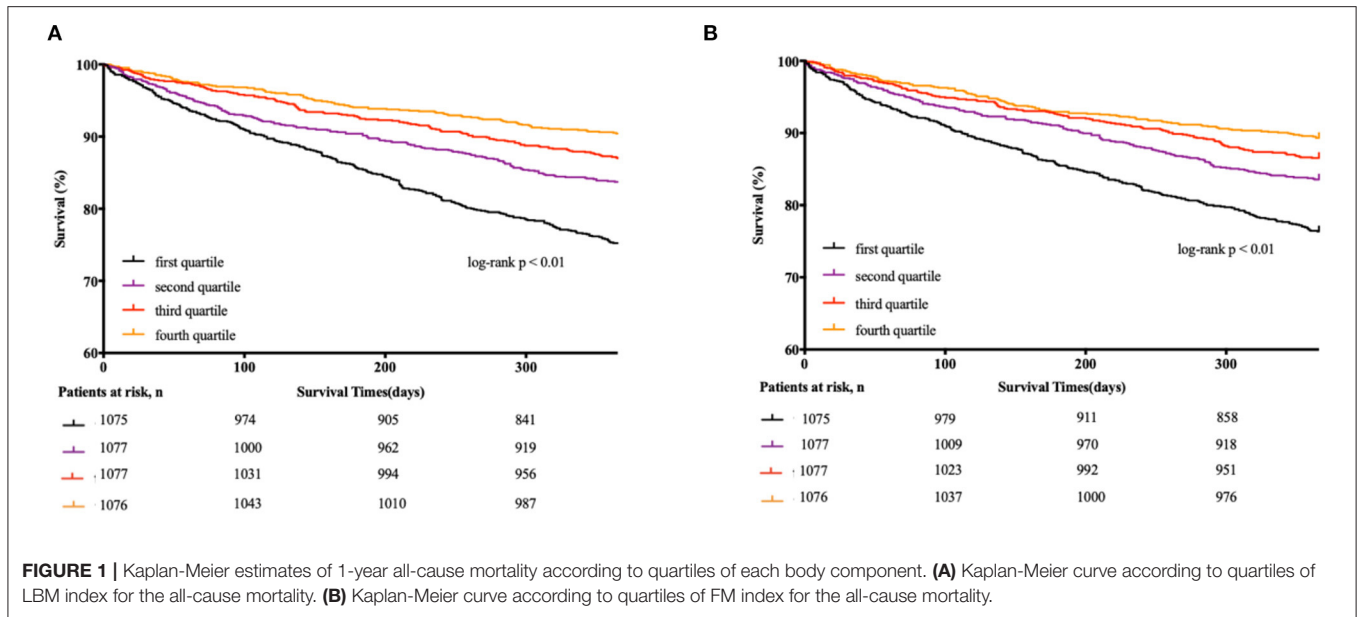 A
100
90
80
70
60
Survival (%)
first quartile
second quartile
third quartile
fourth quartile
log-rank p < 0.01
0
100
200
300
Patients at risk, n
Survival Times(days)
1075 974 905 841
1077 1000 962 919
1077 1031 994 956
1076 1043 1010 987
B
100
90
80
70
60
Survival (%)
first quartile
second quartile
third quartile
fourth quartile
log-rank p < 0.01
0
100
200
300
Patients at risk, n
Survival Times(days)
1075 979 911 858
1077 1009 970 918
1077 1023 992 951
1076 1037 1000 976
FIGURE 1 | Kaplan-Meier estimates of 1-year all-cause mortality according to quartiles of each body component. (A) Kaplan-Meier curve according to quartiles of
LBM index for the all-cause mortality. (B) Kaplan-Meier curve according to quartiles of FM index for the all-cause mortality.